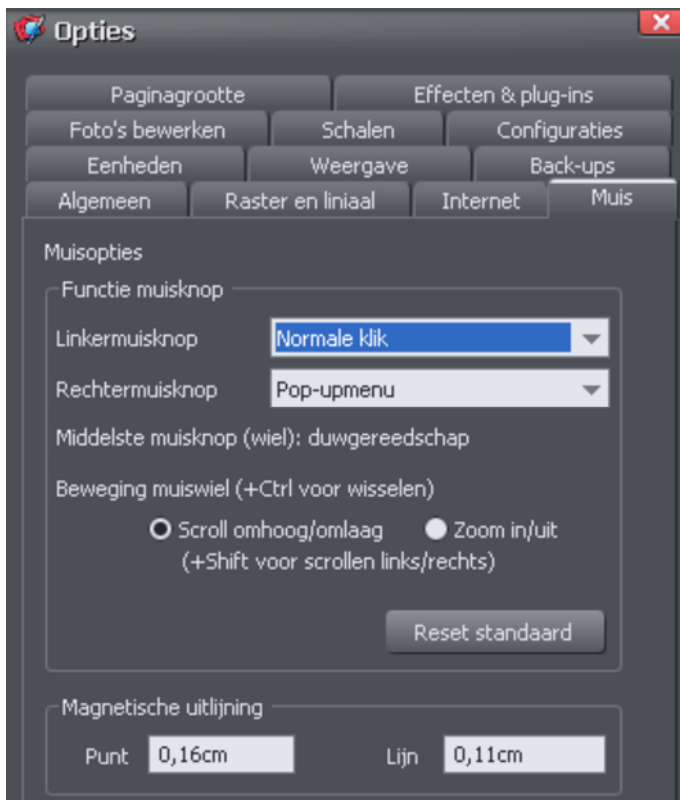 Opties
Paginagrootte Effecten & plug-ins
Foto's bewerken Schalen Configuraties
Eenheden Weergave Back-ups
Algemeen Raster en liniaal Internet Muis
Muisopties
Functie muisknop
Linkermuisknop Normale klik
Rechtermuisknop Pop-upmenu
Middelste muisknop (wiel): duwgereedschap
Beweging muiswiel (+Ctrl voor wisselen)
Scroll omhoog/omlaag Zoom in/uit
(+Shift voor scrollen links/rechts)
Reset standaard
Magnetische uitlijning
Punt 0,16cm Lijn 0,11cm